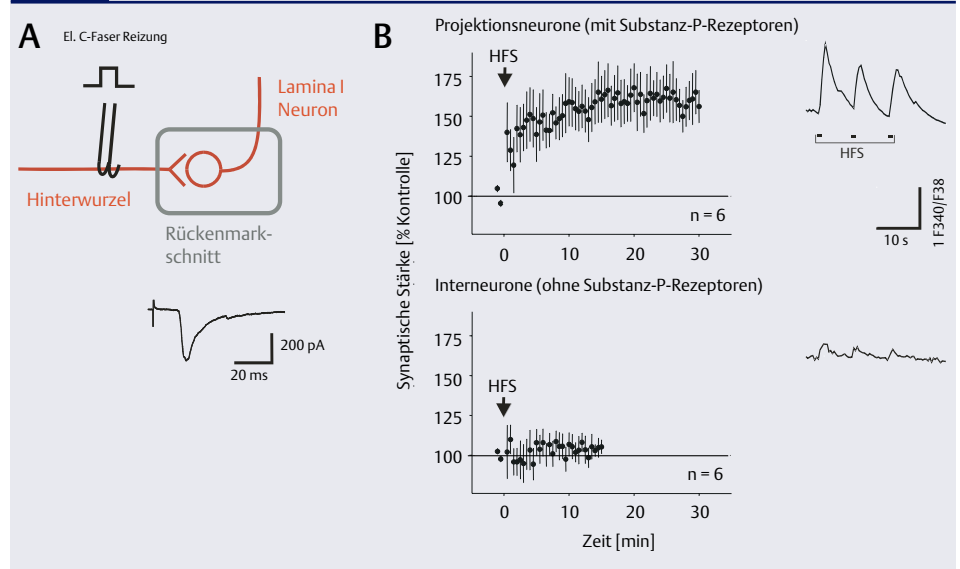 A
El. C-Faser Reizung
Lamina I
Neuron
Hinterwurzel
Rückenmark-
schnitt
200 pA
20 ms
B
Projektionsneurone (mit Substanz-P-Rezeptoren)
HFS
175
150
125
100
n = 6
0
10
20
30
HFS
10 s
1 F340/F38
Synaptische Stärke [% Kontrolle]
Interneurone (ohne Substanz-P-Rezeptoren)
175
150
HFS
100
n = 6
0
10
20
30
Zeit [min]